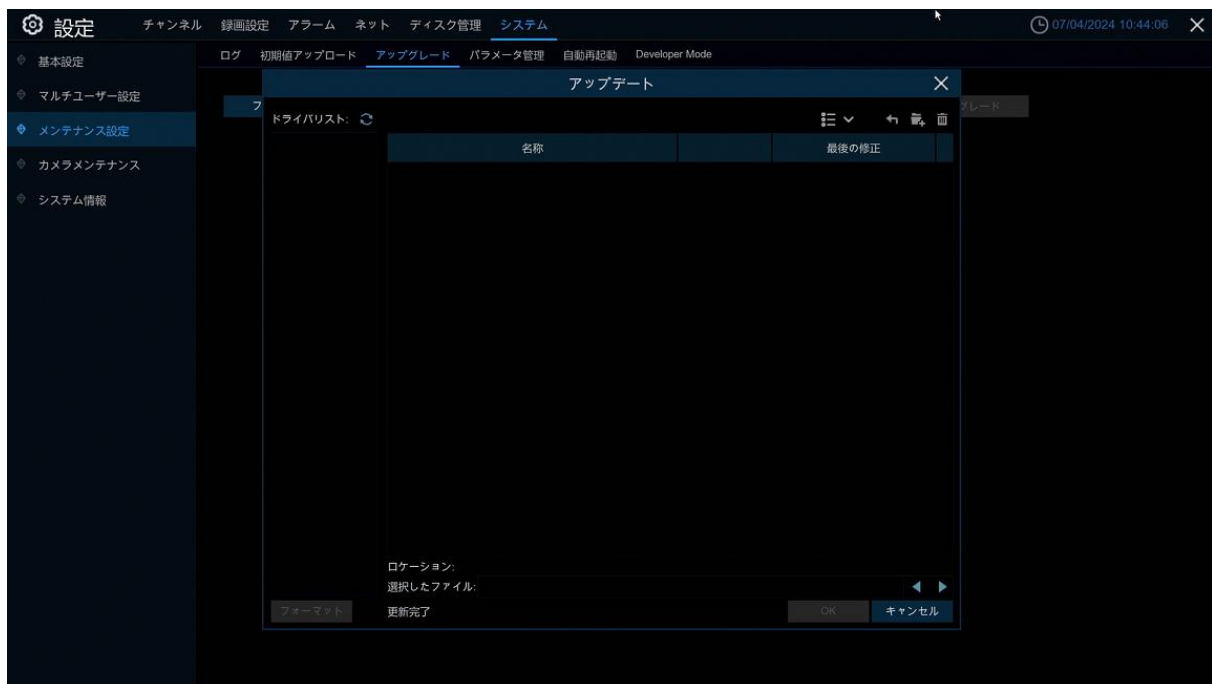 設定 チャンネル 録画設定 アラーム ネット ディスク管理 システム 07/04/2024 10:44:06
基本設定 ログ 初期値アップロード アップグレード パラメータ管理 自動再起動 Developer Mode
マルチユーザー設定
メンテナンス設定
カメラメンテナンス
システム情報
アップデート
フ
グレード
ドライバリスト:
名称 最後の修正
ロケーション:
選択したファイル:
フォーマット 更新完了 OK キャンセル